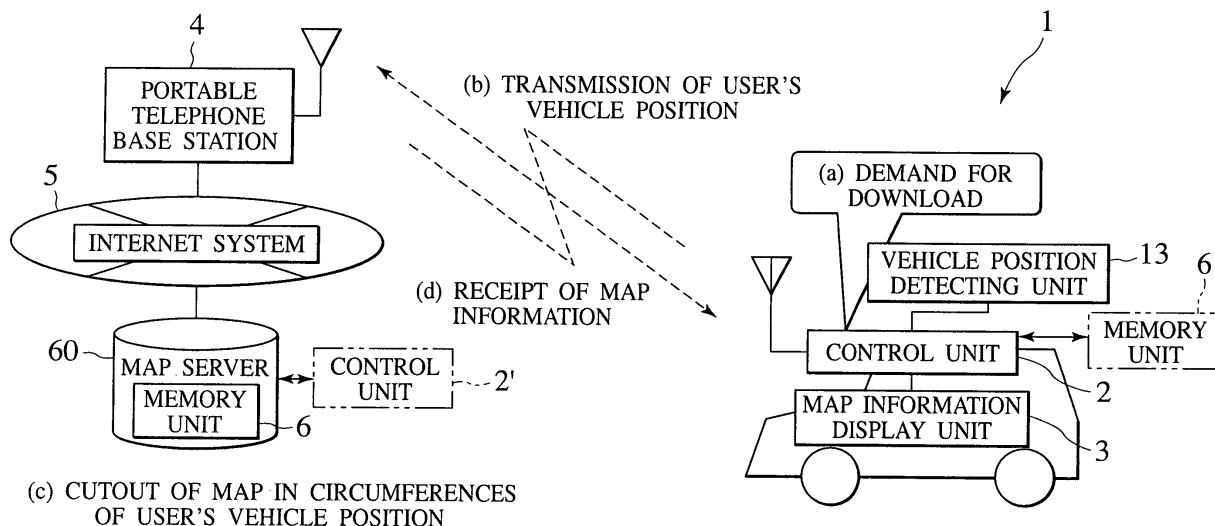 4
PORTABLE
TELEPHONE
BASE STATION
5
INTERNET SYSTEM
60
MAP SERVER
MEMORY
UNIT
6
CONTROL
UNIT
2'
(c) CUTOUT OF MAP IN CIRCUMFERENCES
OF USER'S VEHICLE POSITION
(b) TRANSMISSION OF USER'S
VEHICLE POSITION
(d) RECEIPT OF MAP
INFORMATION
1
(a) DEMAND FOR
DOWNLOAD
VEHICLE POSITION
DETECTING UNIT
13
6
MEMORY
UNIT
CONTROL UNIT
2
MAP INFORMATION
DISPLAY UNIT
3